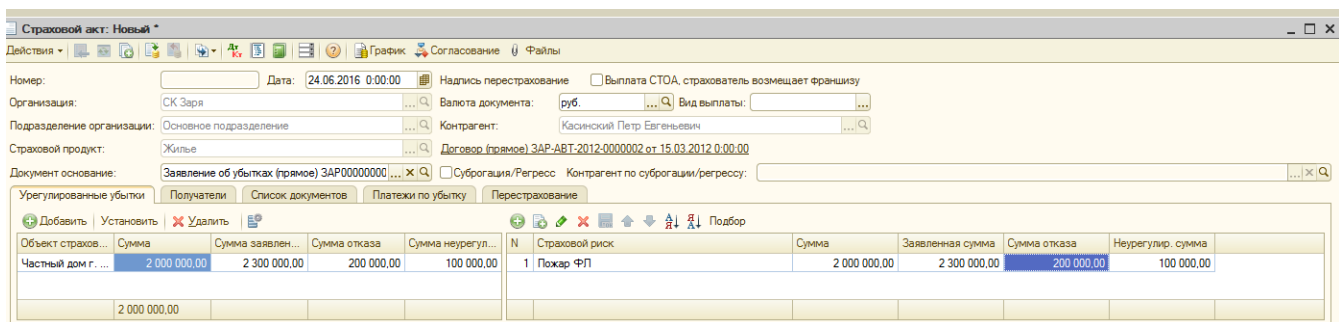 Страховой акт: Новый *
Действия График Согласование Файлы
Номер: Дата: 24.06.2016 0:00:00 Надпись перестрахование Выплата СТОА, страхователь возмещает франшизу
Организация: СК Заря ... Валюта документа: руб. ... Вид выплаты: ...
Подразделение организации: Основное подразделение ... Контрагент: Касинский Петр Евгеньевич ...
Страховой продукт: Жилье ... Договор (прямое) ЗАР-АВТ-2012-0000002 от 15.03.2012 0:00:00
Документ основание: Заявление об убытках (прямое) ЗАР00000000 ... Суброгация/Регресс Контрагент по суброгации/регрессу: ...
Урегулированные убытки Получатели Список документов Платежи по убытку Перестрахование
Добавить Установить Удалить Подбор
Объект страхов... Сумма Сумма заявлен... Сумма отказа Сумма неурегул... N Страховой риск Сумма Заявленная сумма Сумма отказа Неурегулир. сумма
Частный дом г. ... 2 000 000,00 2 300 000,00 200 000,00 100 000,00 1 Пожар ФЛ 2 000 000,00 2 300 000,00 200 000,00 100 000,00
2 000 000,00